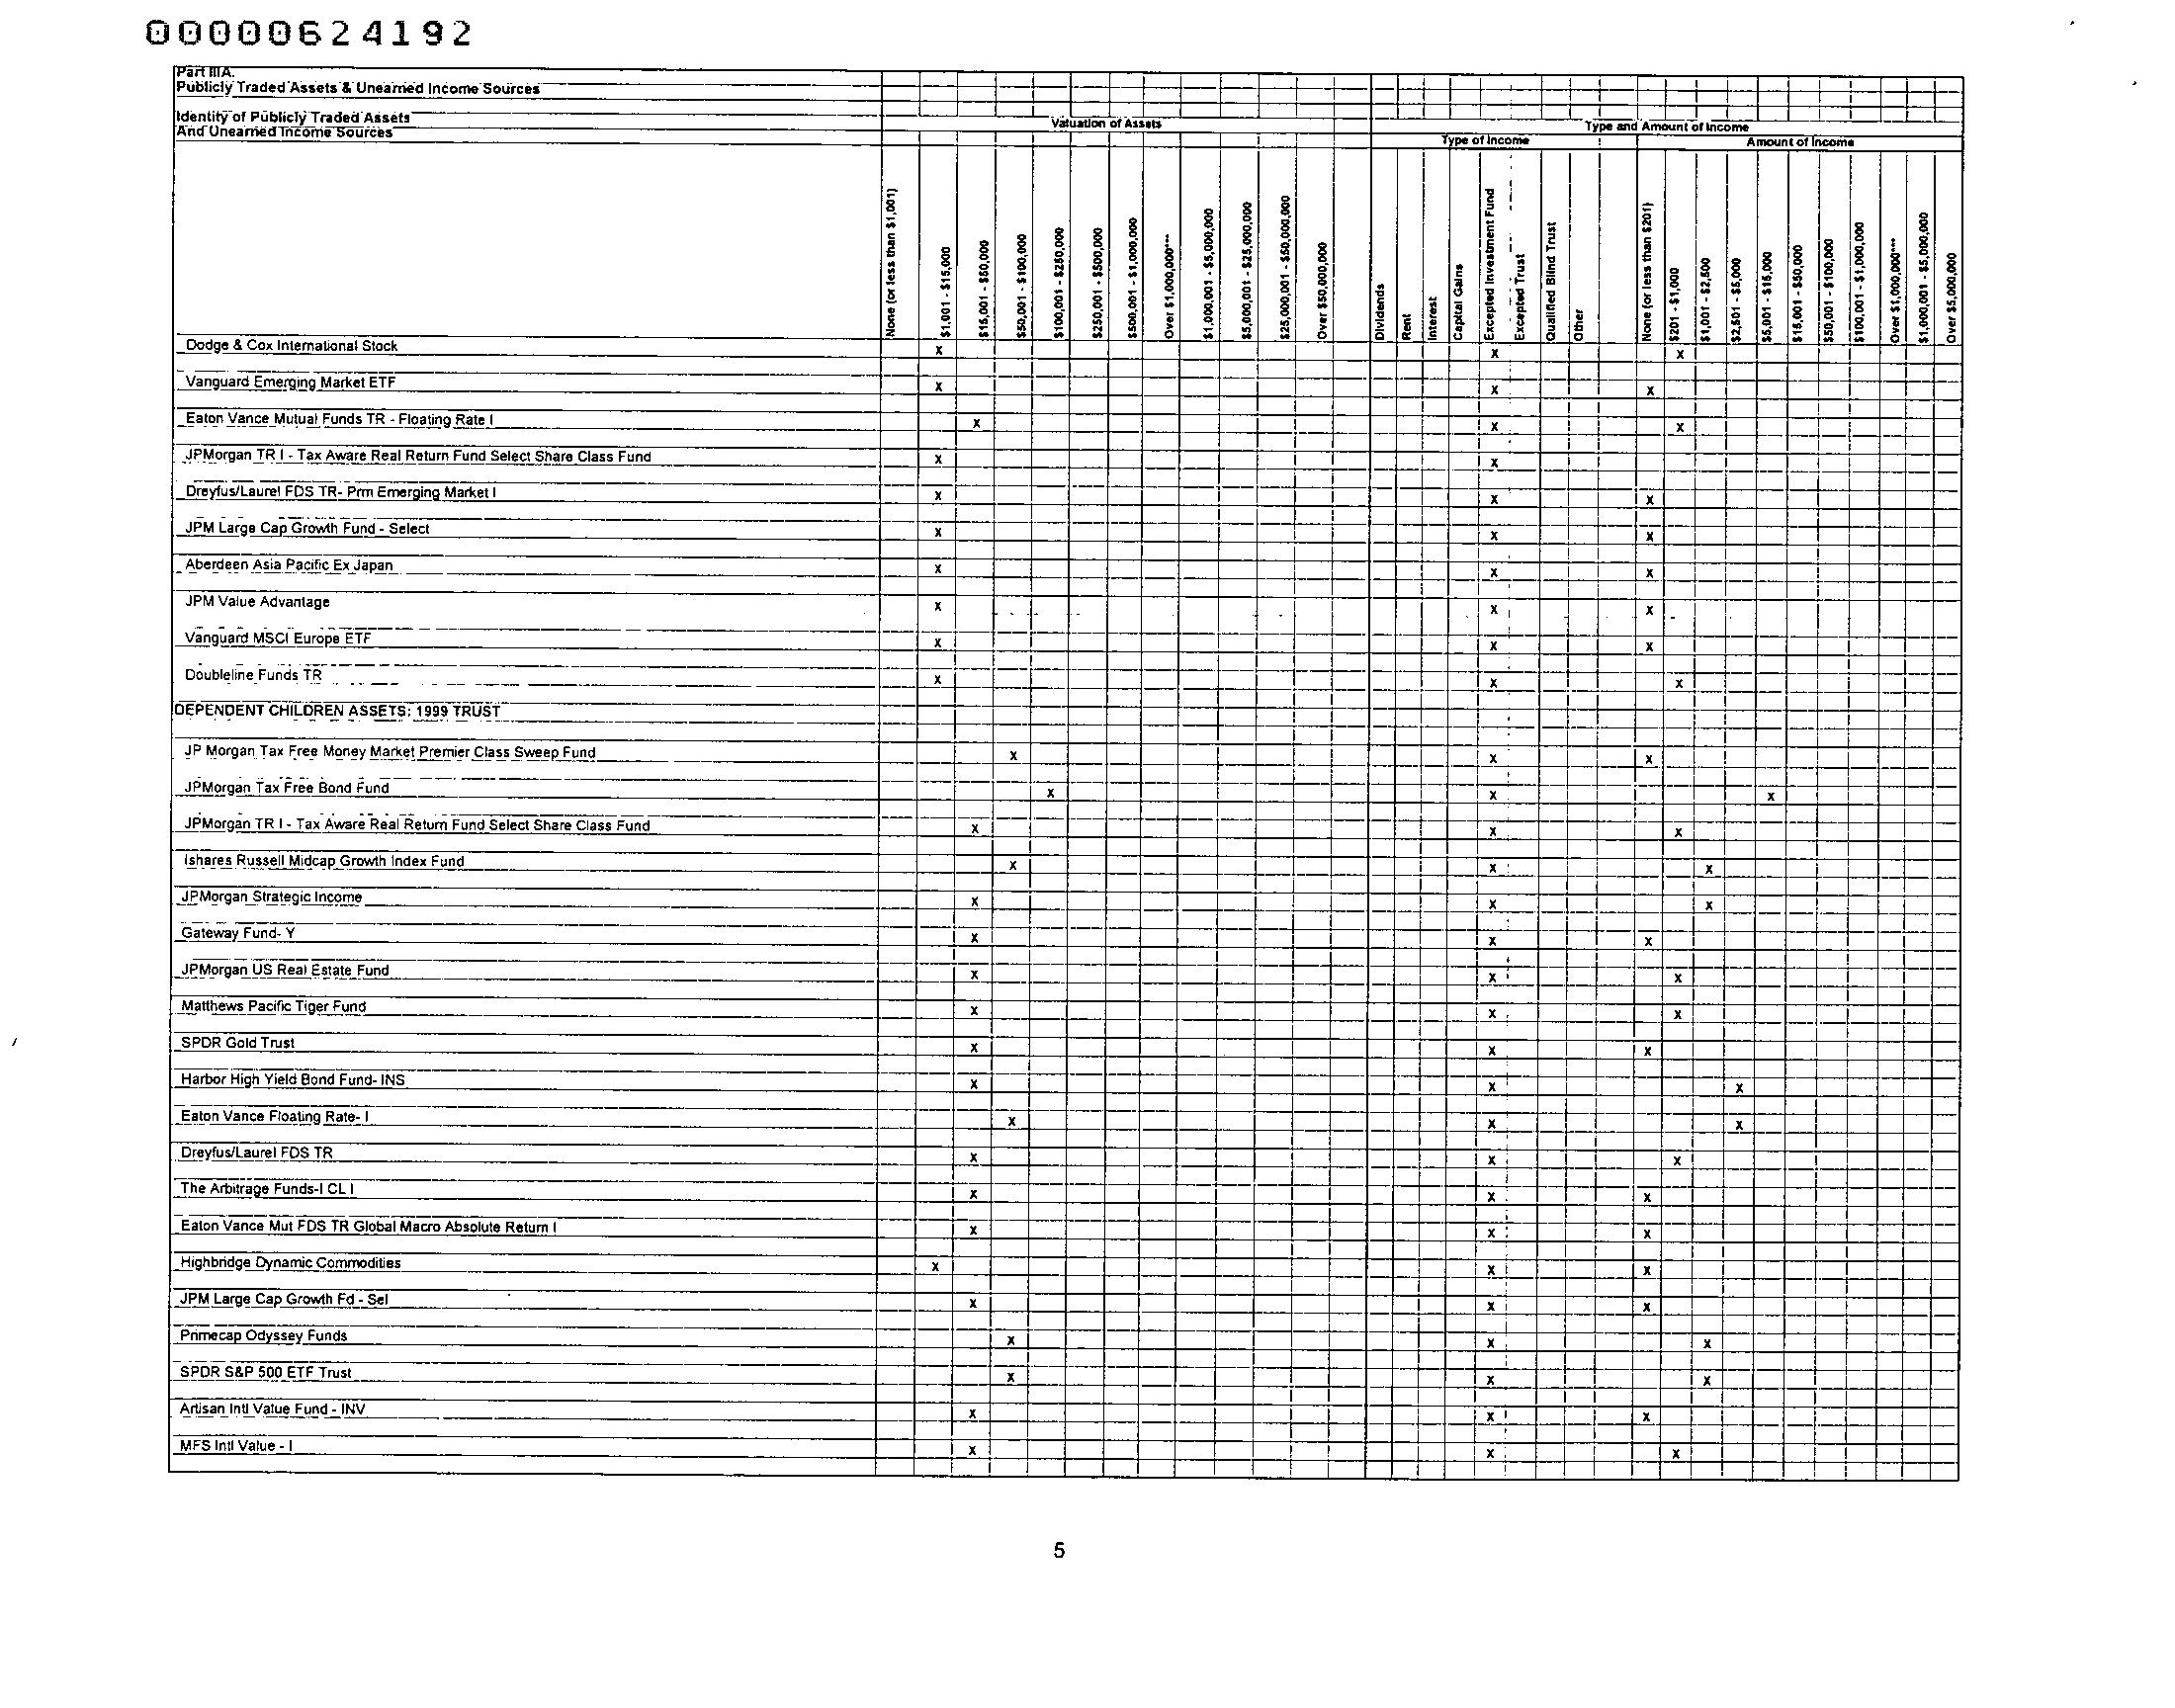 00000624192
Part IIIA.
Publicly Traded Assets & Unearned Income Sources
Identity of Publicly Traded Assets
And Unearned Income Sources
Valuation of Assets
Type and Amount of Income
Type of Income
Amount of Income
None (or less than $1,001)
$1,001 - $15,000
$15,001 - $50,000
$50,001 - $100,000
$100,001 - $250,000
$250,001 - $500,000
$500,001 - $1,000,000
Over $1,000,000***
$1,000,001 - $5,000,000
$5,000,001 - $25,000,000
$25,000,001 - $50,000,000
Over $50,000,000
Dividends
Rent
Interest
Capital Gains
Excepted Investment Fund
Excepted Trust
Qualified Blind Trust
Other
None (or less than $201)
$201 - $1,000
$1,001 - $2,500
$2,501 - $5,000
$5,001 - $15,000
$15,001 - $50,000
$50,001 - $100,000
$100,001 - $1,000,000
Over $1,000,000***
$1,000,001 - $5,000,000
Over $5,000,000
Dodge & Cox International Stock x x x
Vanguard Emerging Market ETF x x x
Eaton Vance Mutual Funds TR - Floating Rate I x x x
JPMorgan TR I - Tax Aware Real Return Fund Select Share Class Fund x x
Dreyfus/Laurel FDS TR- Prm Emerging Market I x x x
JPM Large Cap Growth Fund - Select x x x
Aberdeen Asia Pacific Ex Japan x x x
JPM Value Advantage x x x
Vanguard MSCI Europe ETF x x x
Doubleline Funds TR x x x
DEPENDENT CHILDREN ASSETS: 1999 TRUST
JP Morgan Tax Free Money Market Premier Class Sweep Fund x x x
JPMorgan Tax Free Bond Fund x x x
JPMorgan TR I - Tax Aware Real Return Fund Select Share Class Fund x x x
Ishares Russell Midcap Growth Index Fund x x x
JPMorgan Strategic Income x x x
Gateway Fund- Y x x x
JPMorgan US Real Estate Fund x x x
Matthews Pacific Tiger Fund x x x
SPDR Gold Trust x x x
Harbor High Yield Bond Fund- INS x x x
Eaton Vance Floating Rate- I x x x
Dreyfus/Laurel FDS TR x x x
The Arbitrage Funds-I CL I x x x
Eaton Vance Mut FDS TR Global Macro Absolute Return I x x x
Highbridge Dynamic Commodities x x x
JPM Large Cap Growth Fd - Sel x x x
Primecap Odyssey Funds x x x
SPDR S&P 500 ETF Trust x x x
Artisan Intl Value Fund - INV x x x
MFS Intl Value - I x x x
5